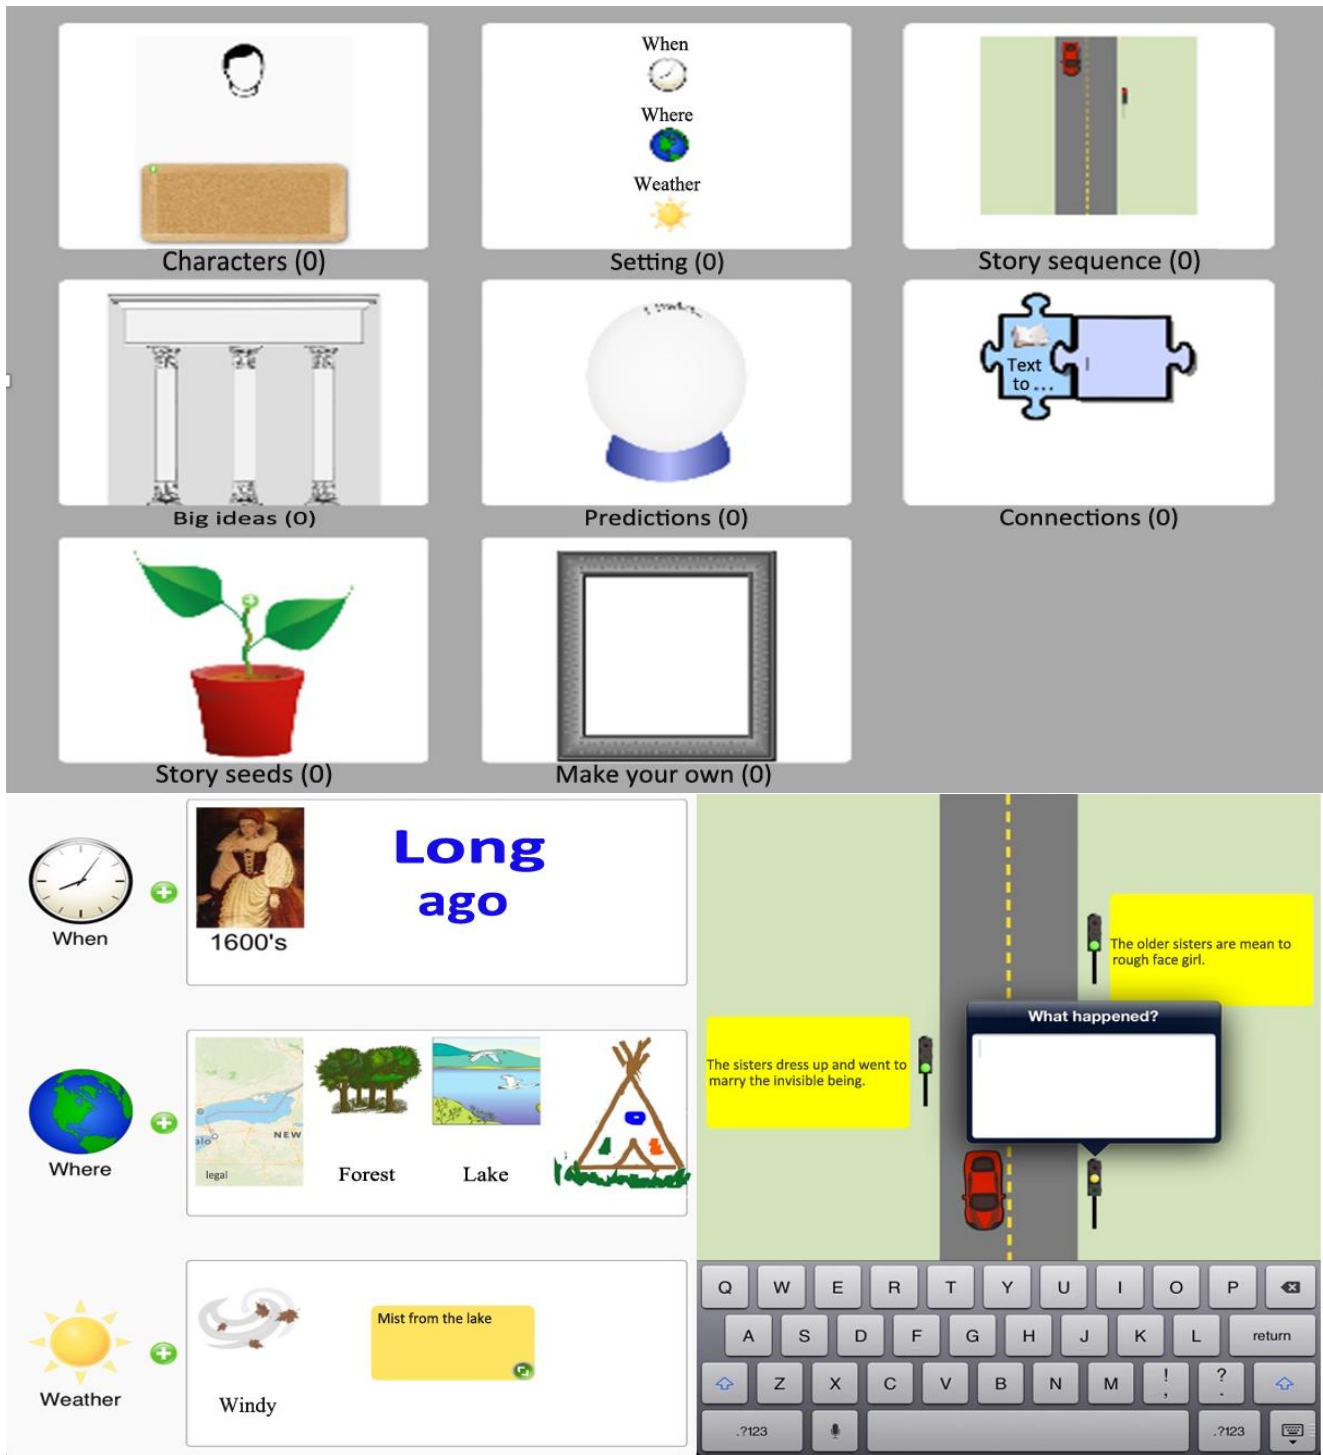 When
Where
Weather
Characters (0)
Setting (0)
Story sequence (0)
Text
to ...
Big ideas (0)
Predictions (0)
Connections (0)
Story seeds (0)
Make your own (0)
When
1600's
Long
ago
Where
NEW
legal
Forest
Lake
Weather
Windy
Mist from the lake
The older sisters are mean to
rough face girl.
What happened?
The sisters dress up and went to
marry the invisible being.
Q W E R T Y U I O P
A S D F G H J K L return
Z X C V B N M ! , ? .
.?123 .?123